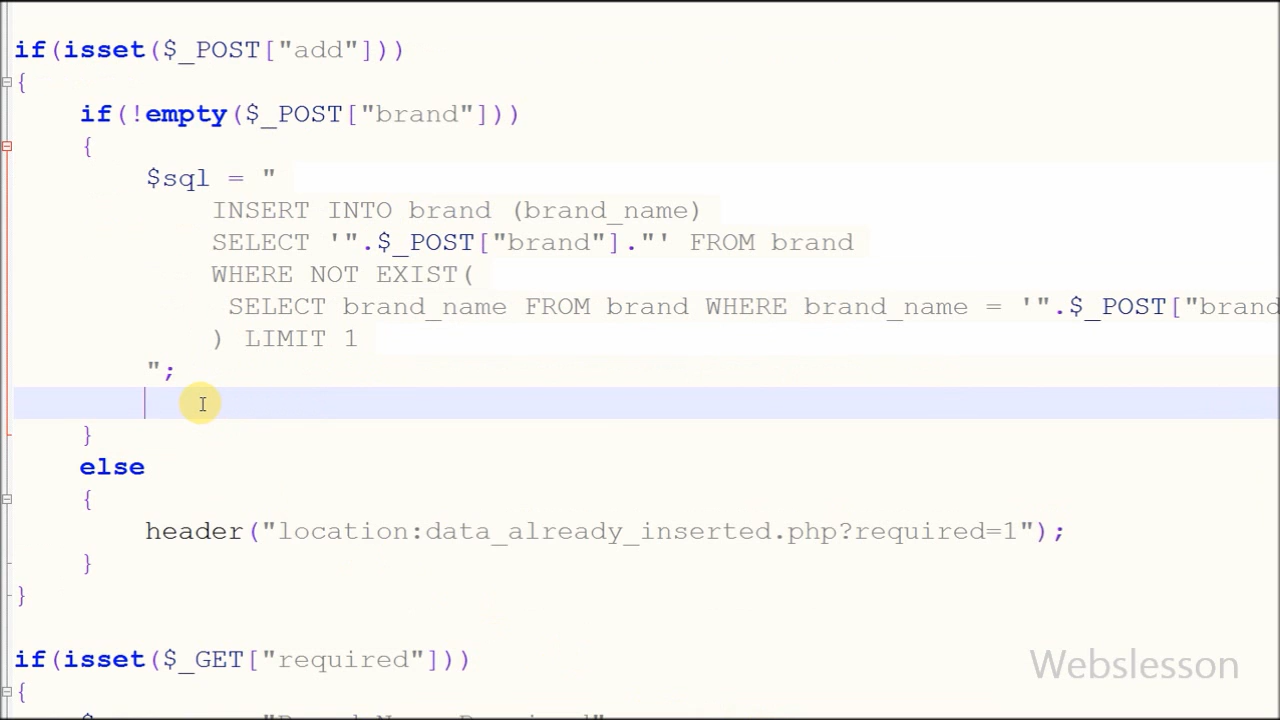 if(isset($_POST["add"]))
{
if(!empty($_POST["brand"]))
{
$sql = "
INSERT INTO brand (brand_name)
SELECT '".$_POST["brand"]."' FROM brand
WHERE NOT EXIST(
SELECT brand_name FROM brand WHERE brand_name = '".$_POST["brand
) LIMIT 1
";
}
else
{
header("location:data_already_inserted.php?required=1");
}
}
if(isset($_GET["required"]))
{
Webslesson